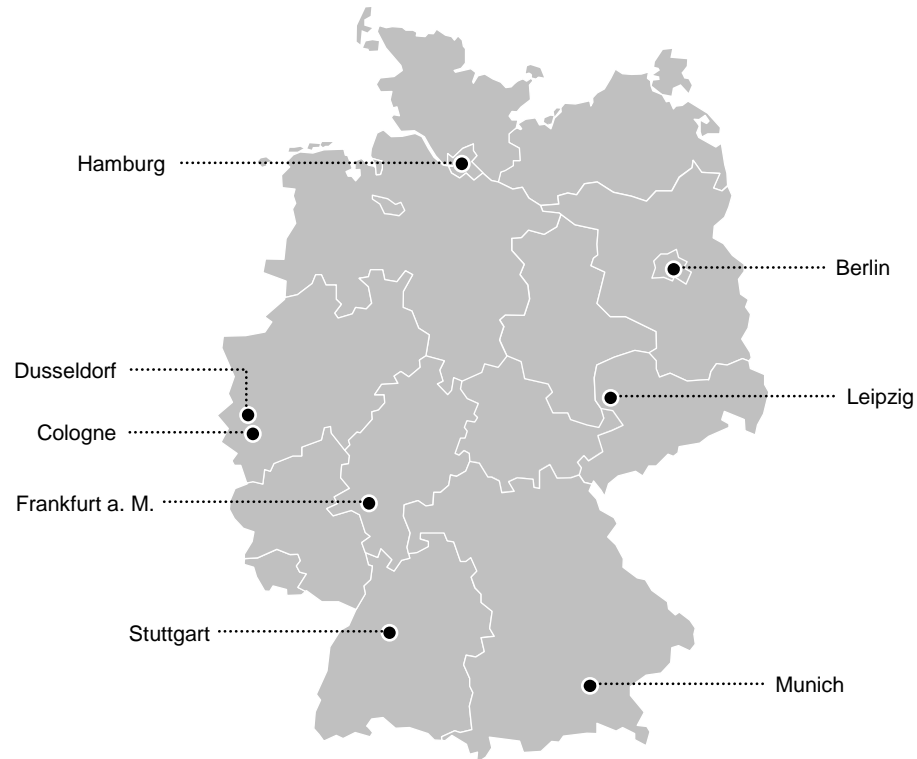 Hamburg
Berlin
Dusseldorf
Leipzig
Cologne
Frankfurt a. M.
Stuttgart
Munich